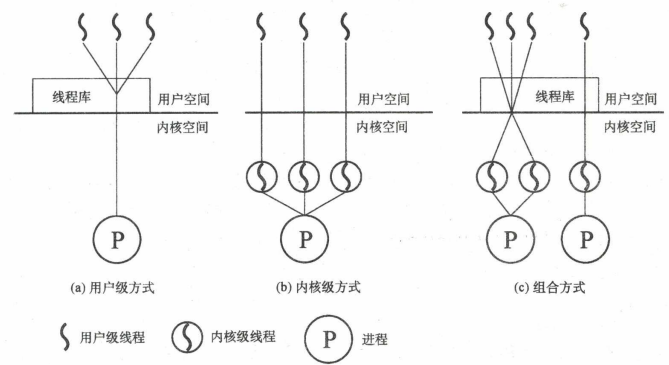 线程库
用户空间
内核空间
P
(a) 用户级方式
用户空间
内核空间
P
(b) 内核级方式
线程库
用户空间
内核空间
P
P
(c) 组合方式
用户级线程
内核级线程
P
进程